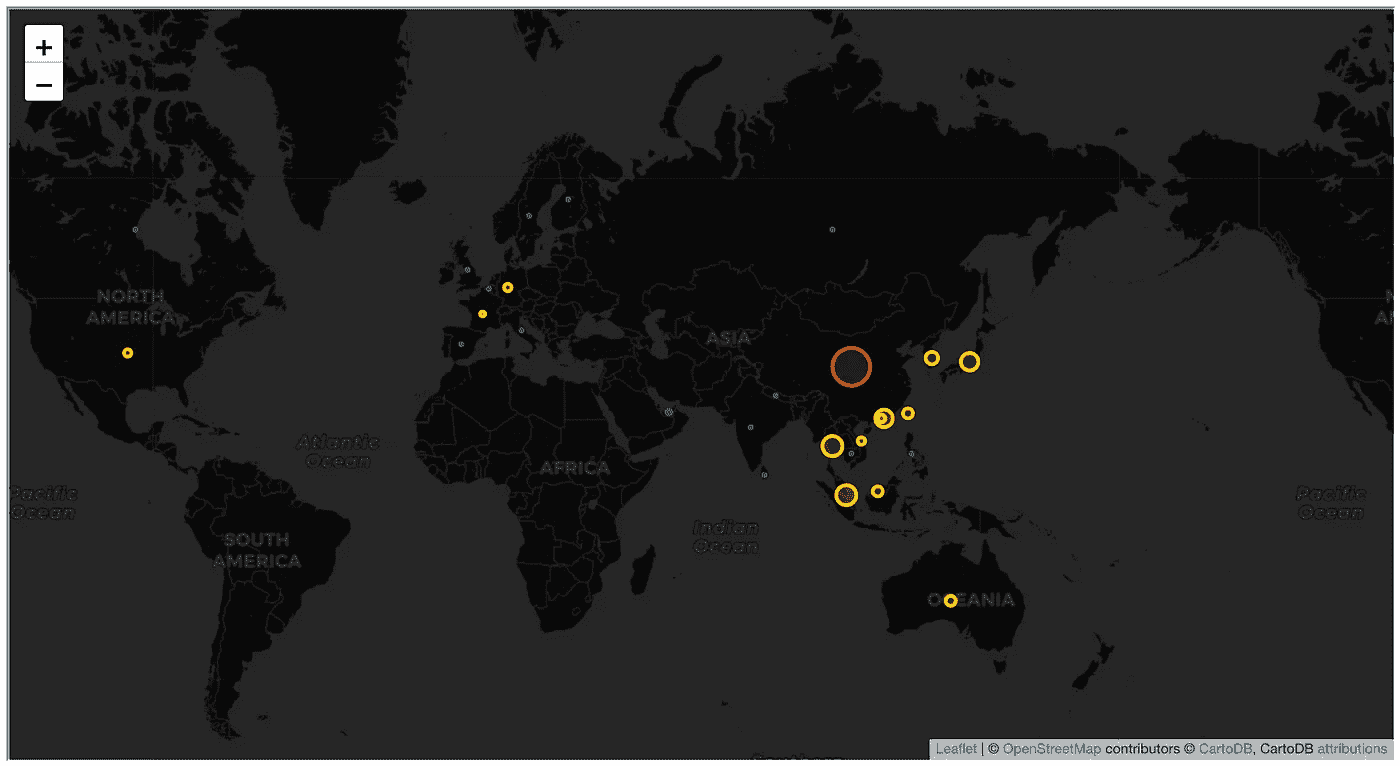 +
−
NORTH
AMERICA
ASIA
Atlantic
Ocean
AFRICA
Pacific
Ocean
Pacific
Ocean
SOUTH
AMERICA
Indian
Ocean
OCEANIA
Leaflet | © OpenStreetMap contributors © CartoDB, CartoDB attributions